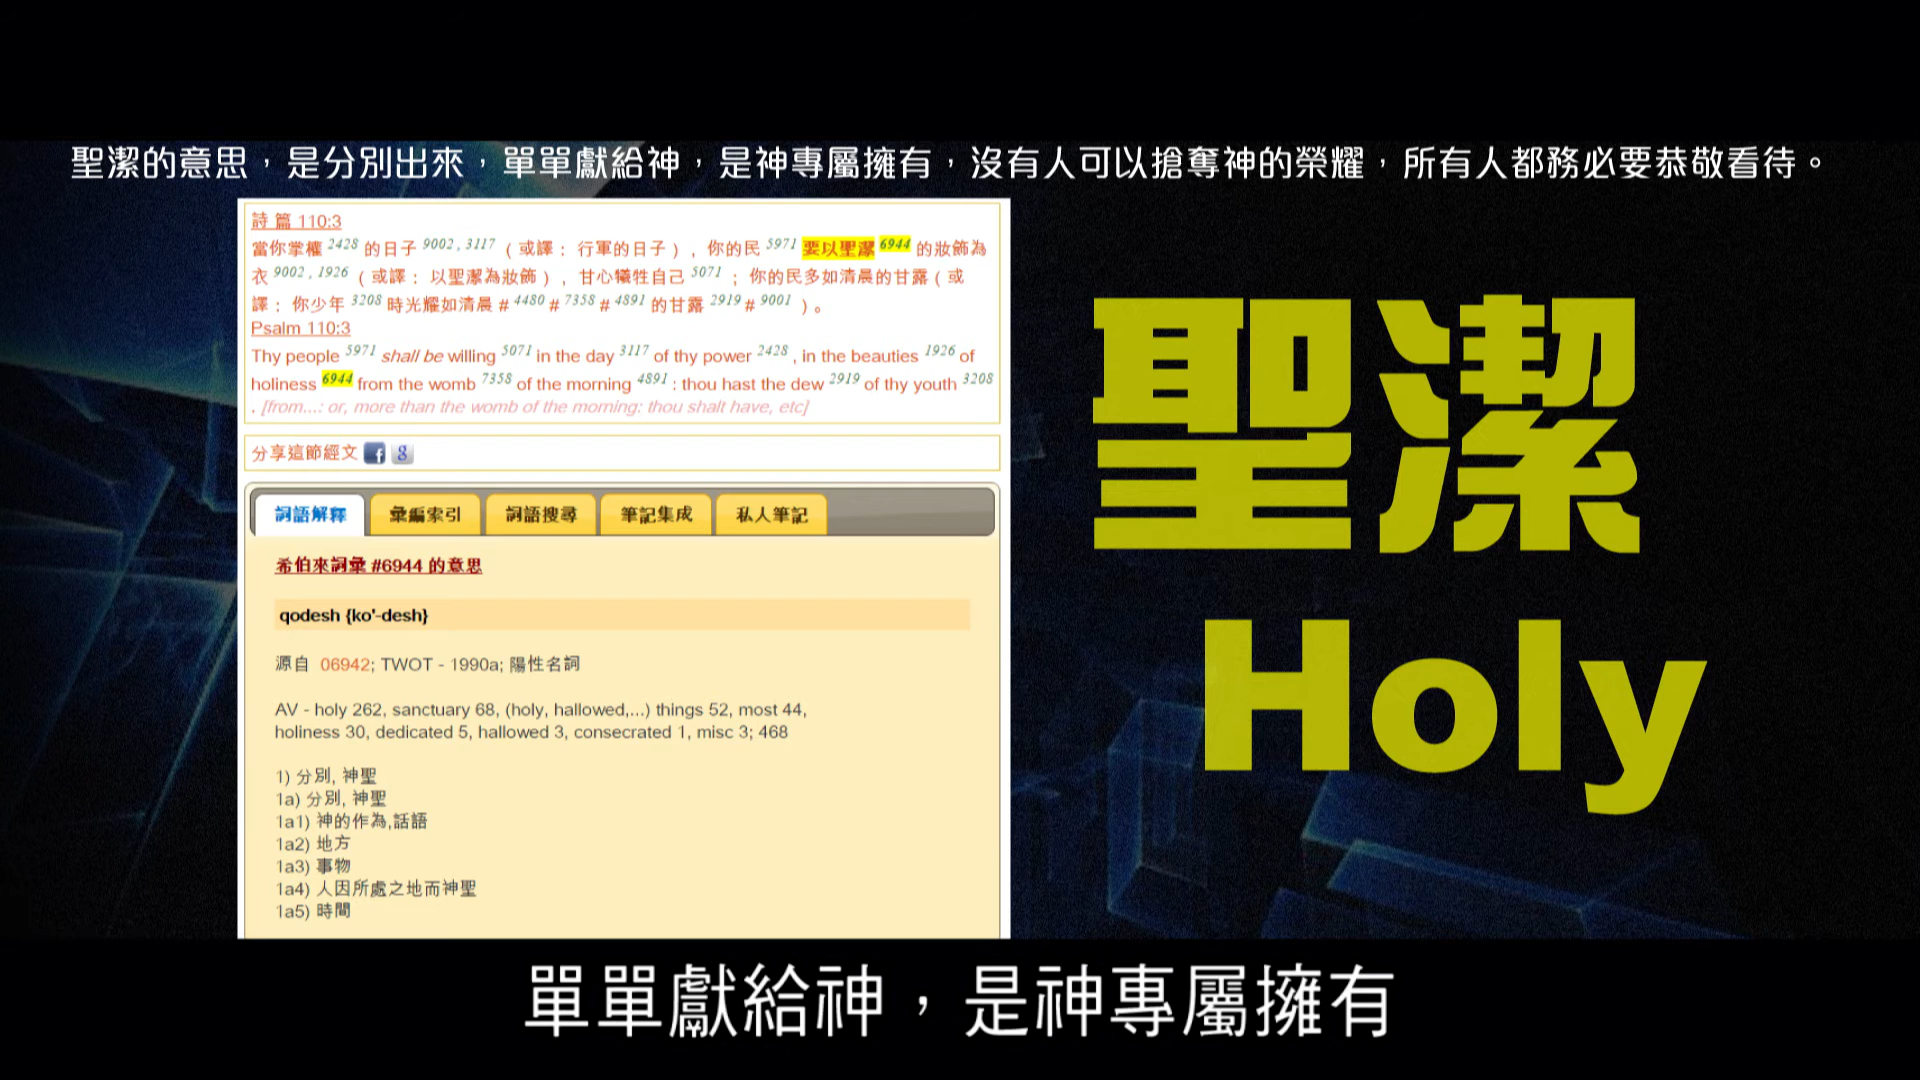 聖潔的意思，是分別出來，單單獻給神，是神專屬擁有，沒有人可以搶奪神的榮耀，所有人都務必要恭敬看待。
詩 篇 110:3
當你掌權 2428 的日子 9002 , 3117 （ 或譯 ： 行軍的日子 ） ， 你的民 5971 要以聖潔 6944 的妝飾為
衣 9002 , 1926 （ 或譯 ： 以聖潔為妝飾 ） ， 甘心犧牲自己 5071 ； 你的民多如清晨的甘露 （ 或
譯 ： 你少年 3208 時光耀如清晨 # 4480 # 7358 # 4891 的甘露 2919 # 9001 ） 。
Psalm 110:3
Thy people 5971 shall be willing 5071 in the day 3117 of thy power 2428 , in the beauties 1926 of
holiness 6944 from the womb 7358 of the morning 4891 : thou hast the dew 2919 of thy youth 3208
. [from...: or, more than the womb of the morning: thou shalt have, etc]
分享這節經文
詞語解釋 彙編索引 詞語搜尋 筆記集成 私人筆記
希伯來詞彙 #6944 的意思
qodesh {ko'-desh}
源自 06942; TWOT - 1990a; 陽性名詞
AV - holy 262, sanctuary 68, (holy, hallowed,...) things 52, most 44,
holiness 30, dedicated 5, hallowed 3, consecrated 1, misc 3; 468
1) 分別, 神聖
1a) 分別, 神聖
1a1) 神的作為,話語
1a2) 地方
1a3) 事物
1a4) 人因所處之地而神聖
1a5) 時間
聖潔
Holy
單單獻給神，是神專屬擁有